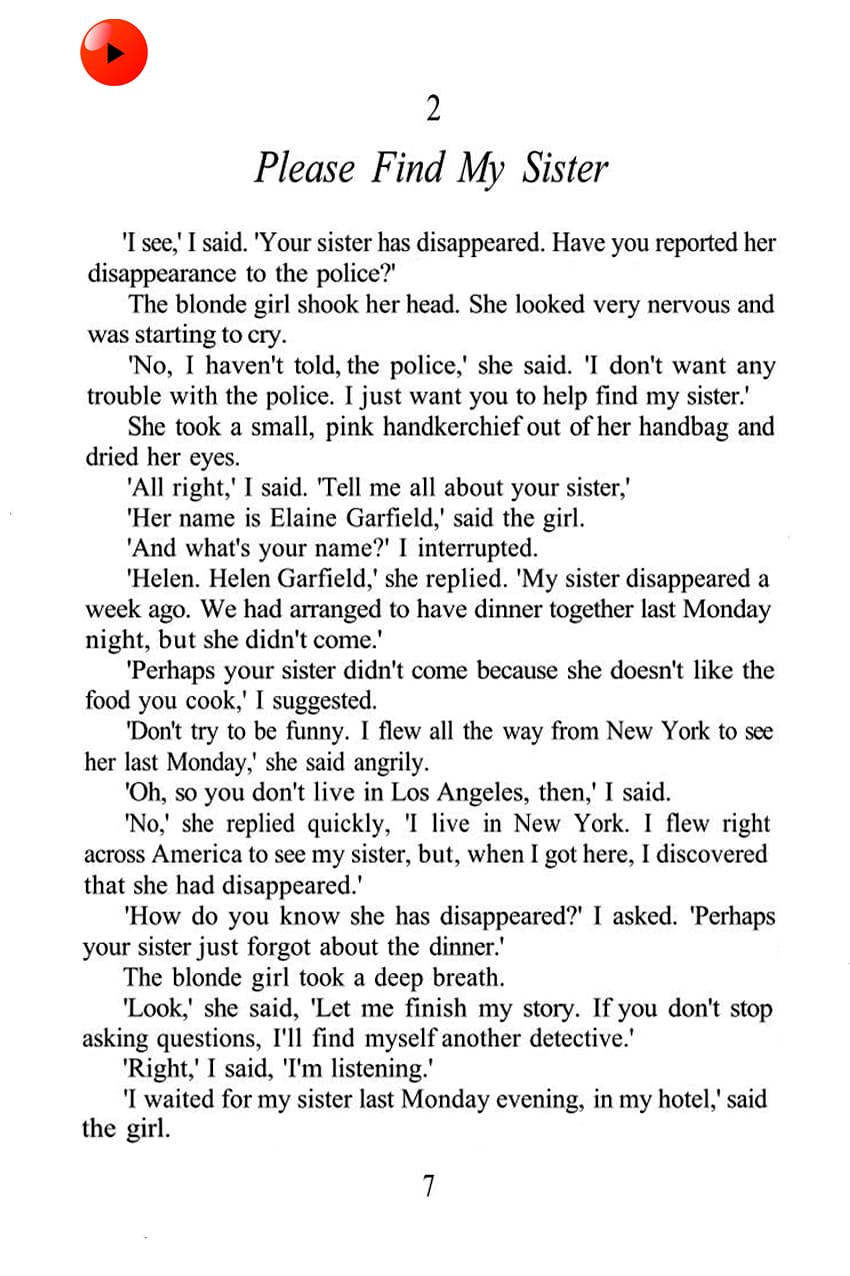 2
Please Find My Sister
'I see,' I said. 'Your sister has disappeared. Have you reported her
disappearance to the police?'
The blonde girl shook her head. She looked very nervous and
was starting to cry.
'No, I haven't told, the police,' she said. 'I don't want any
trouble with the police. I just want you to help find my sister.'
She took a small, pink handkerchief out of her handbag and
dried her eyes.
'All right,' I said. 'Tell me all about your sister,'
'Her name is Elaine Garfield,' said the girl.
'And what's your name?' I interrupted.
'Helen. Helen Garfield,' she replied. 'My sister disappeared a
week ago. We had arranged to have dinner together last Monday
night, but she didn't come.'
'Perhaps your sister didn't come because she doesn't like the
food you cook,' I suggested.
'Don't try to be funny. I flew all the way from New York to see
her last Monday,' she said angrily.
'Oh, so you don't live in Los Angeles, then,' I said.
'No,' she replied quickly, 'I live in New York. I flew right
across America to see my sister, but, when I got here, I discovered
that she had disappeared.'
'How do you know she has disappeared?' I asked. 'Perhaps
your sister just forgot about the dinner.'
The blonde girl took a deep breath.
'Look,' she said, 'Let me finish my story. If you don't stop
asking questions, I'll find myself another detective.'
'Right,' I said, 'I'm listening.'
'I waited for my sister last Monday evening, in my hotel,' said
the girl.
7